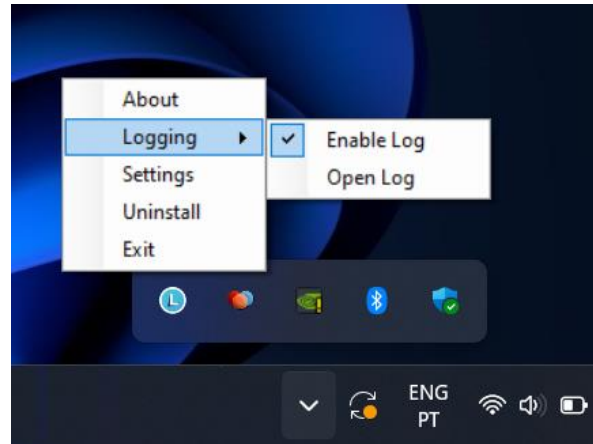 About
Logging
Settings
Uninstall
Exit
Enable Log
Open Log
L
ENG
PT